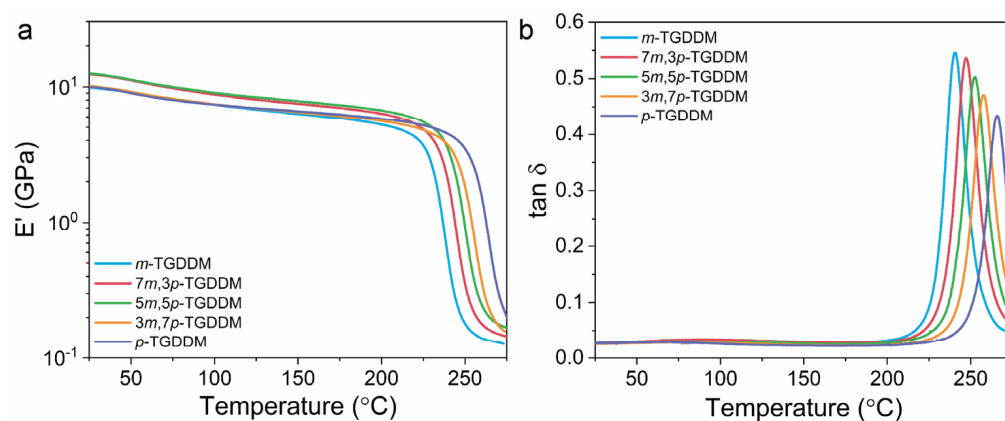 a
E' (GPa)
10¹
10⁰
10⁻¹
m-TGDDM
7m,3p-TGDDM
5m,5p-TGDDM
3m,7p-TGDDM
p-TGDDM
50 100 150 200 250
Temperature (°C)
b
tan δ
0.6
0.5
0.4
0.3
0.2
0.1
0.0
m-TGDDM
7m,3p-TGDDM
5m,5p-TGDDM
3m,7p-TGDDM
p-TGDDM
50 100 150 200 250
Temperature (°C)